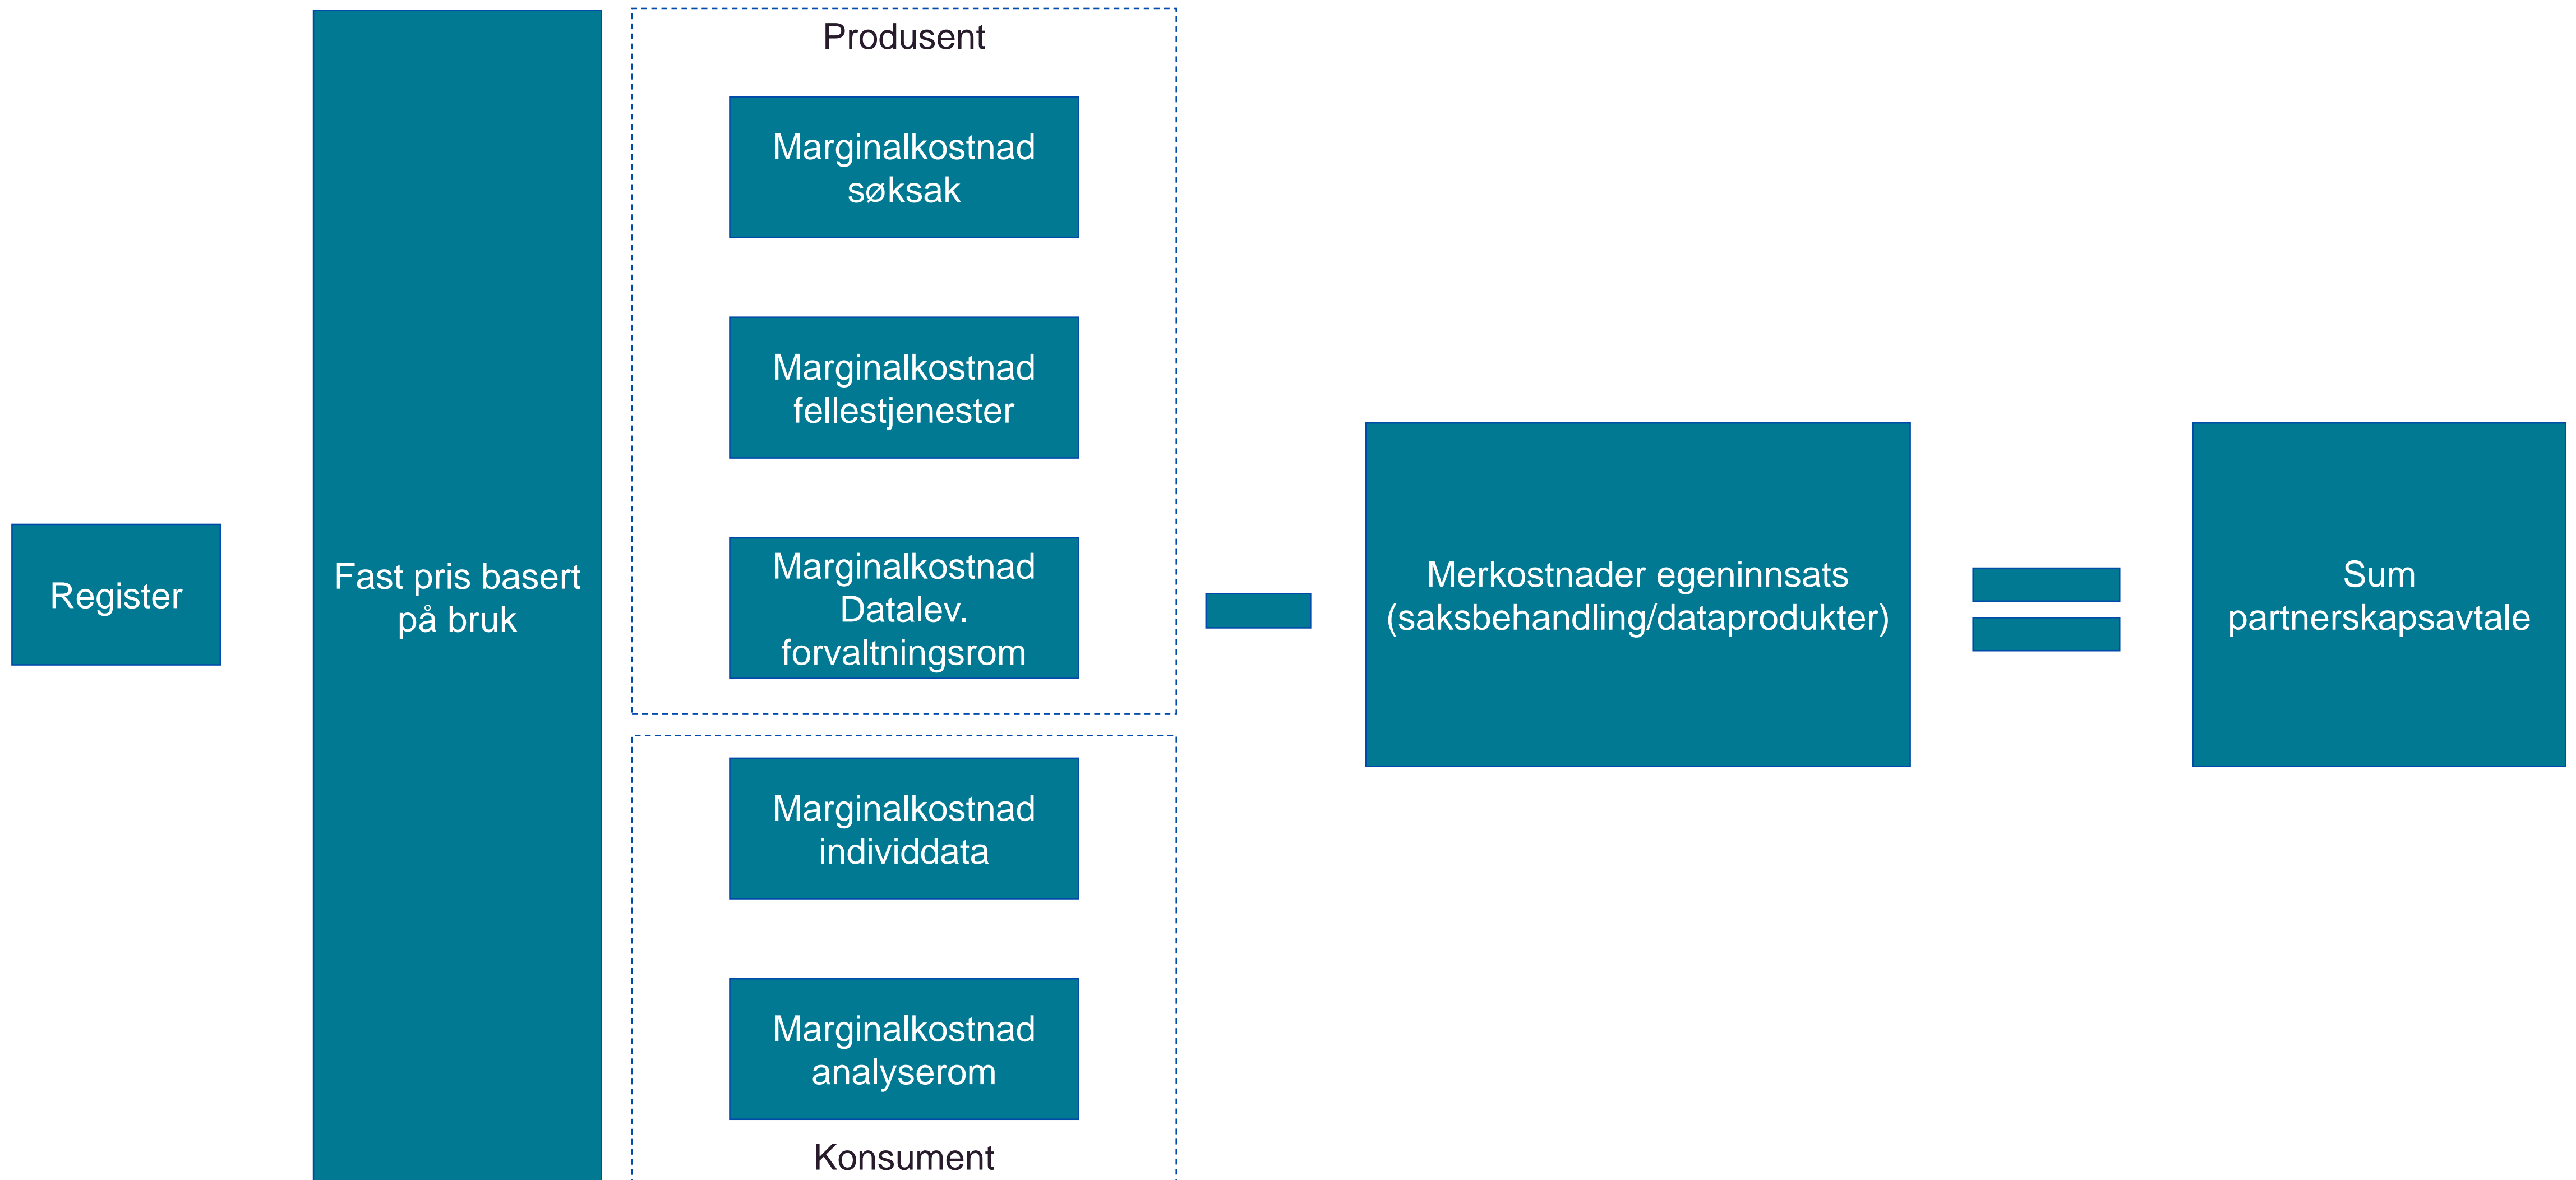 Register
Fast pris basert
på bruk
Produsent
Marginalkostnad
søksak
Marginalkostnad
fellestjenester
Marginalkostnad
Datalev.
forvaltningsrom
Marginalkostnad
individdata
Marginalkostnad
analyserom
Konsument
Merkostnader egeninnsats
(saksbehandling/dataprodukter)
Sum
partnerskapsavtale